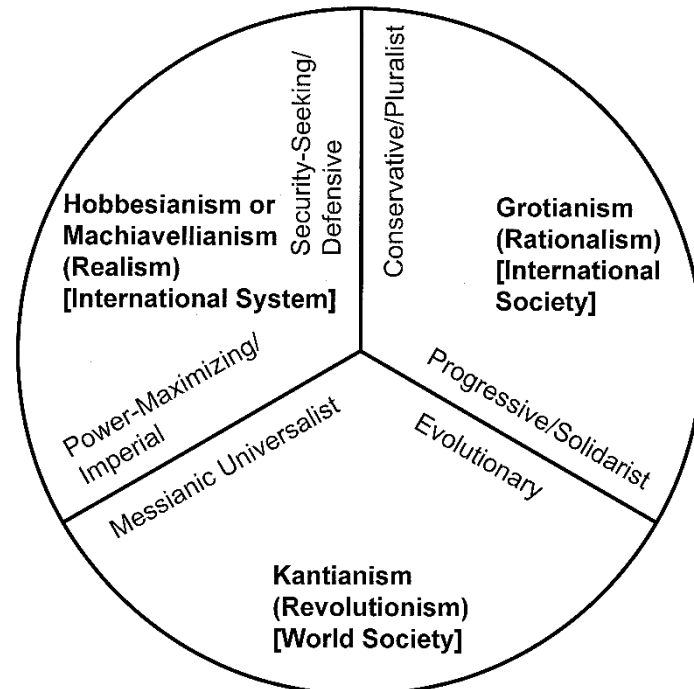 Security-Seeking/
Defensive
Conservative/Pluralist
Hobbesianism or
Machiavellianism
(Realism)
[International System]
Grotianism
(Rationalism)
[International
Society]
Power-Maximizing/
Imperial
Messianic Universalist
Progressive/Solidarist
Evolutionary
Kantianism
(Revolutionism)
[World Society]